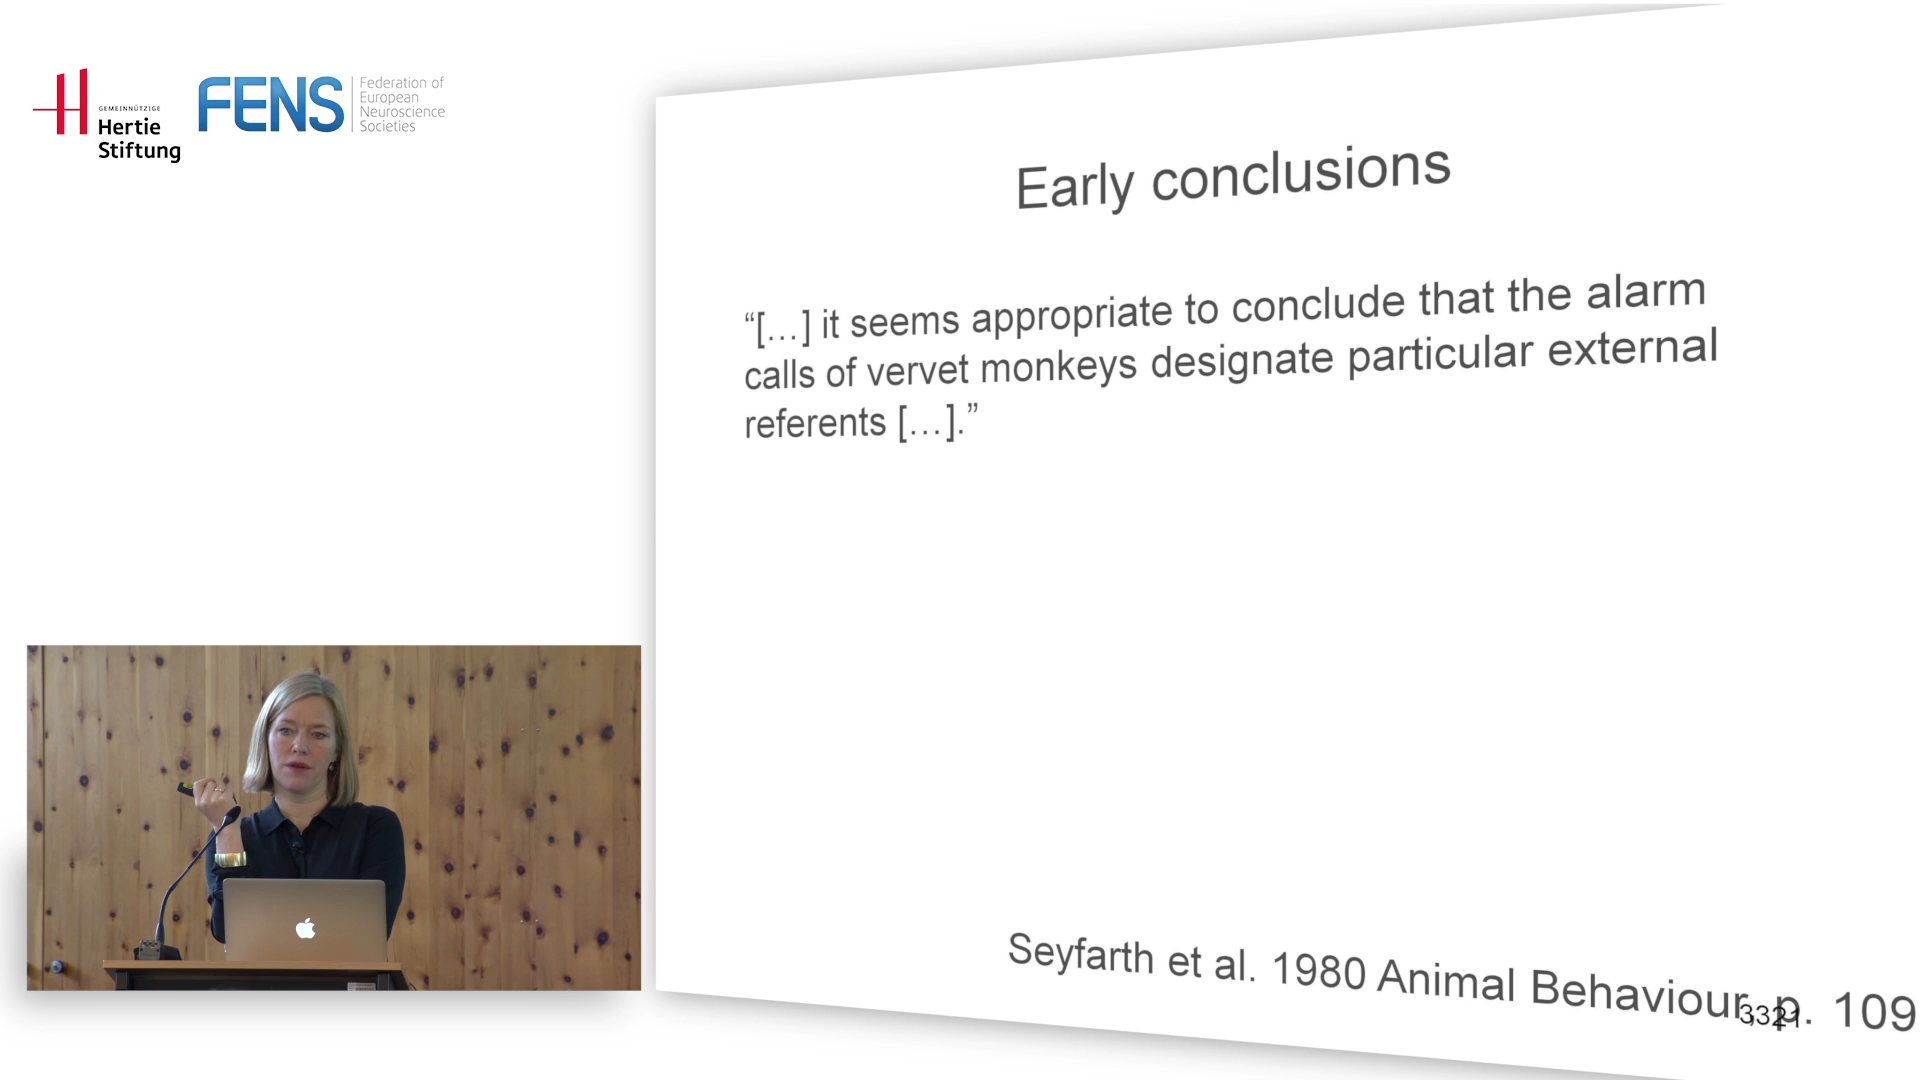 GEMEINNÜTZIGE
Hertie
Stiftung
FENS
Federation of
European
Neuroscience
Societies
Early conclusions
“[…] it seems appropriate to conclude that the alarm
calls of vervet monkeys designate particular external
referents […].”
Seyfarth et al. 1980 Animal Behaviour, p. 109